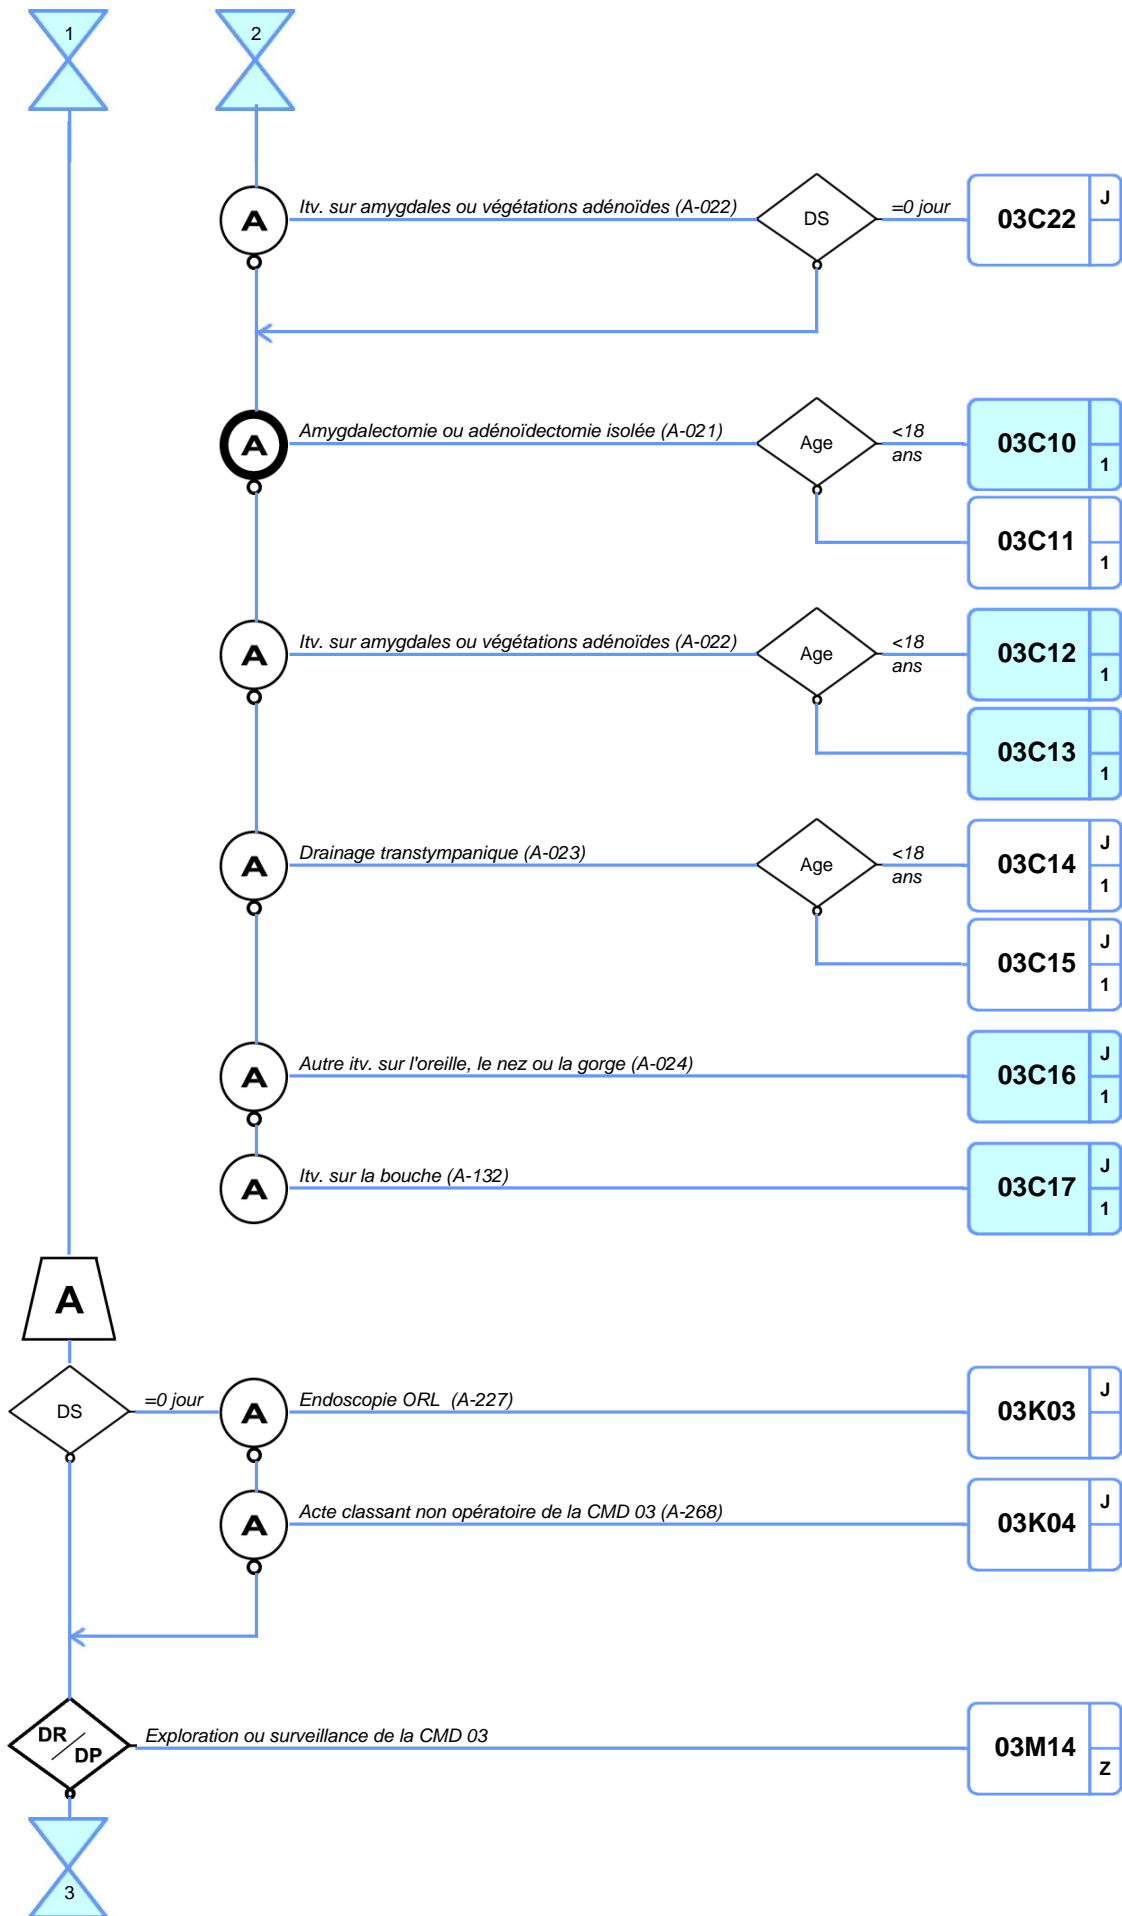 1
2
A
Itv. sur amygdales ou végétations adénoïdes (A-022)
DS
=0 jour
03C22
J
A
Amygdalectomie ou adénoïdectomie isolée (A-021)
Age
<18
ans
03C10
1
03C11
1
A
Itv. sur amygdales ou végétations adénoïdes (A-022)
Age
<18
ans
03C12
1
03C13
1
A
Drainage transtympanique (A-023)
Age
<18
ans
03C14
J
1
03C15
J
1
A
Autre itv. sur l'oreille, le nez ou la gorge (A-024)
03C16
J
1
A
Itv. sur la bouche (A-132)
03C17
J
1
A
DS
=0 jour
A
Endoscopie ORL (A-227)
03K03
J
A
Acte classant non opératoire de la CMD 03 (A-268)
03K04
J
DR
DP
Exploration ou surveillance de la CMD 03
03M14
Z
3